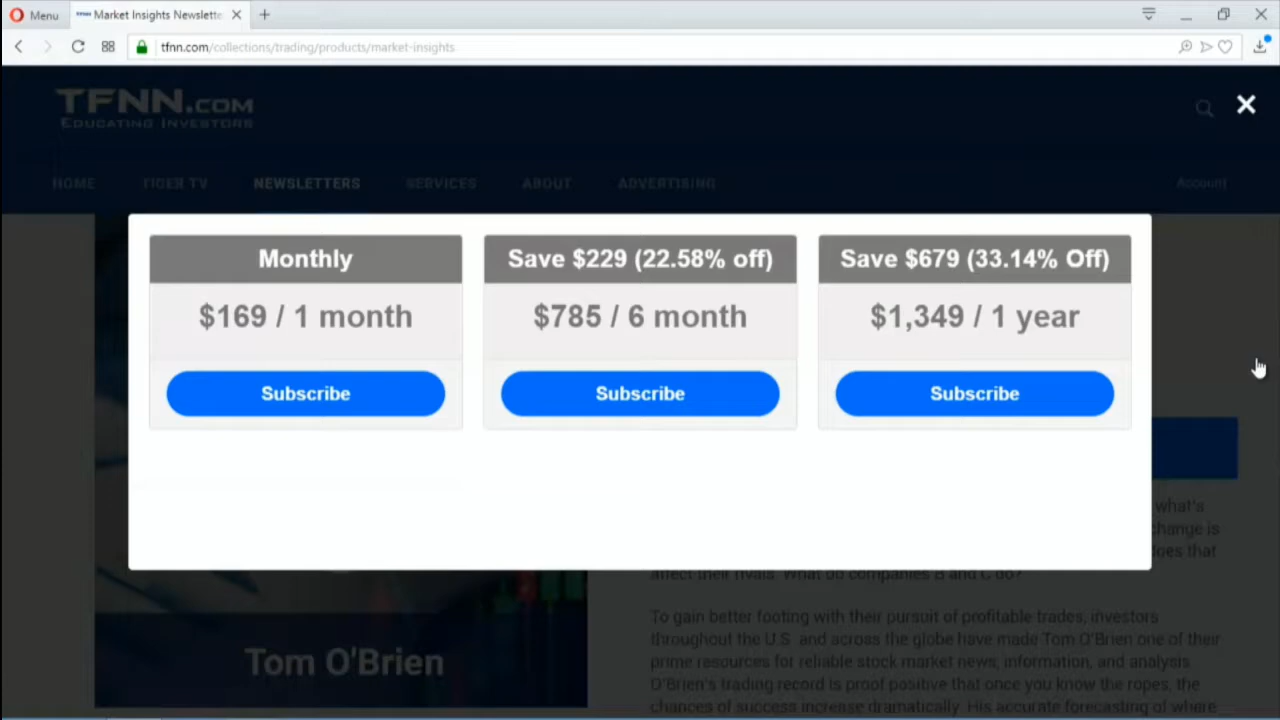 Menu
Market Insights Newslette
tfnn.com/collections/trading/products/market-insights
TFNN.COM
EDUCATING INVESTORS
HOME TIGER TV NEWSLETTERS SERVICES ABOUT ADVERTISING Account
Monthly
$169 / 1 month
Subscribe
Save $229 (22.58% off)
$785 / 6 month
Subscribe
Save $679 (33.14% Off)
$1,349 / 1 year
Subscribe
what's
change is
does that
affect their rivals. What do companies B and C do?
To gain better footing with their pursuit of profitable trades, investors
throughout the U.S. and across the globe have made Tom O'Brien one of their
prime resources for reliable stock market news, information, and analysis.
O'Brien's trading record is proof positive that once you know the ropes, the
chances of success increase dramatically. His accurate forecasting of where
Tom O'Brien